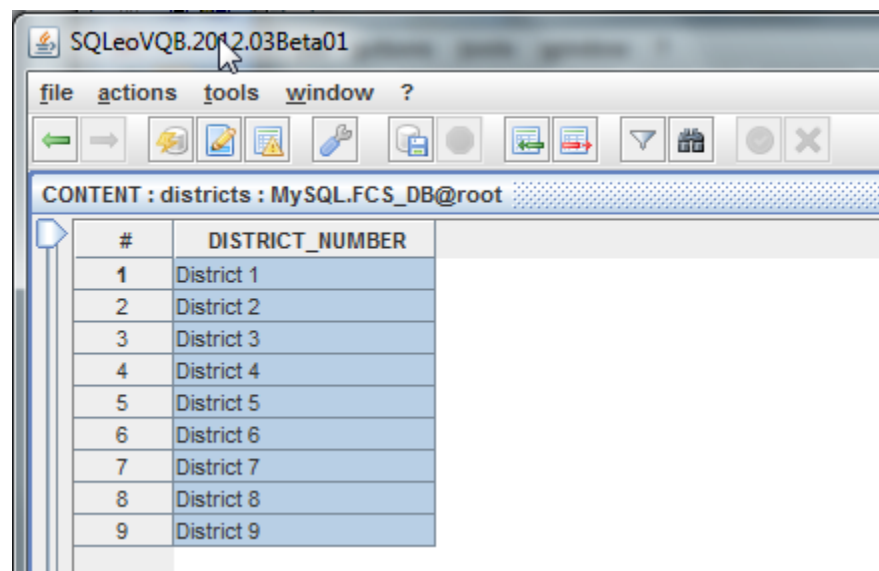 SQLeoVQB.2012.03Beta01
file actions tools window ?
CONTENT : districts : MySQL.FCS_DB@root
# DISTRICT_NUMBER
1 District 1
2 District 2
3 District 3
4 District 4
5 District 5
6 District 6
7 District 7
8 District 8
9 District 9